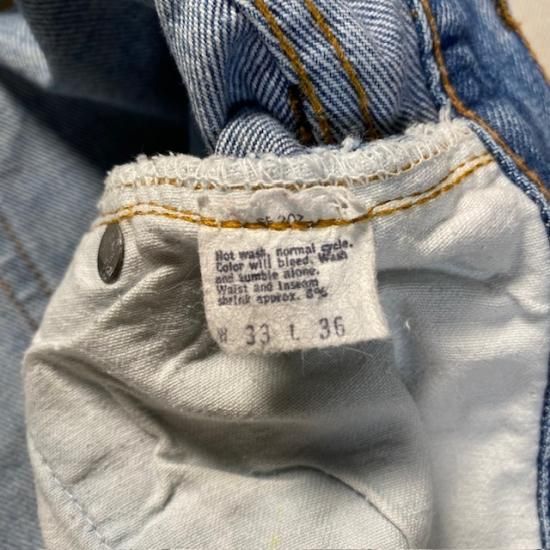 Hot wash, normal cycle.
Color will bleed. Wash
and tumble alone.
Waist and Inseam
shrink approx. 8%
W 33 L 36